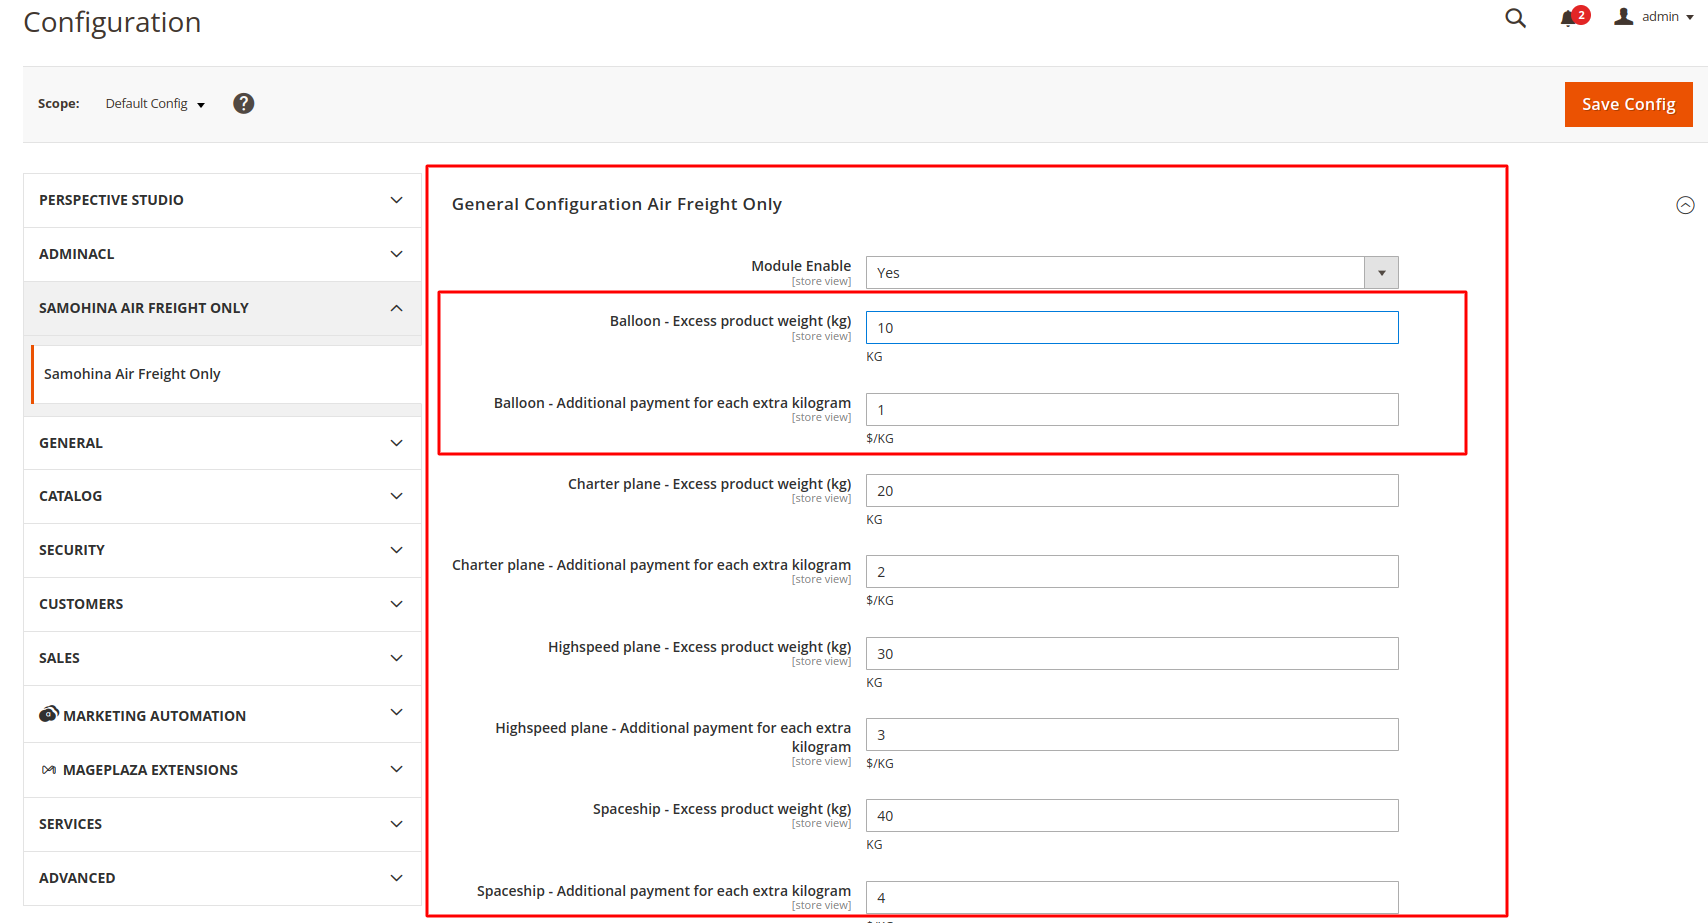 Configuration
2
admin
Scope: Default Config ?
Save Config
PERSPECTIVE STUDIO
ADMINACL
SAMOHINA AIR FREIGHT ONLY
Samohina Air Freight Only
GENERAL
CATALOG
SECURITY
CUSTOMERS
SALES
MARKETING AUTOMATION
MAGEPLAZA EXTENSIONS
SERVICES
ADVANCED
General Configuration Air Freight Only
Module Enable
[store view]
Yes
Balloon - Excess product weight (kg)
[store view]
10
KG
Balloon - Additional payment for each extra kilogram
[store view]
1
$/KG
Charter plane - Excess product weight (kg)
[store view]
20
KG
Charter plane - Additional payment for each extra kilogram
[store view]
2
$/KG
Highspeed plane - Excess product weight (kg)
[store view]
30
KG
Highspeed plane - Additional payment for each extra
kilogram
[store view]
3
$/KG
Spaceship - Excess product weight (kg)
[store view]
40
KG
Spaceship - Additional payment for each extra kilogram
[store view]
4